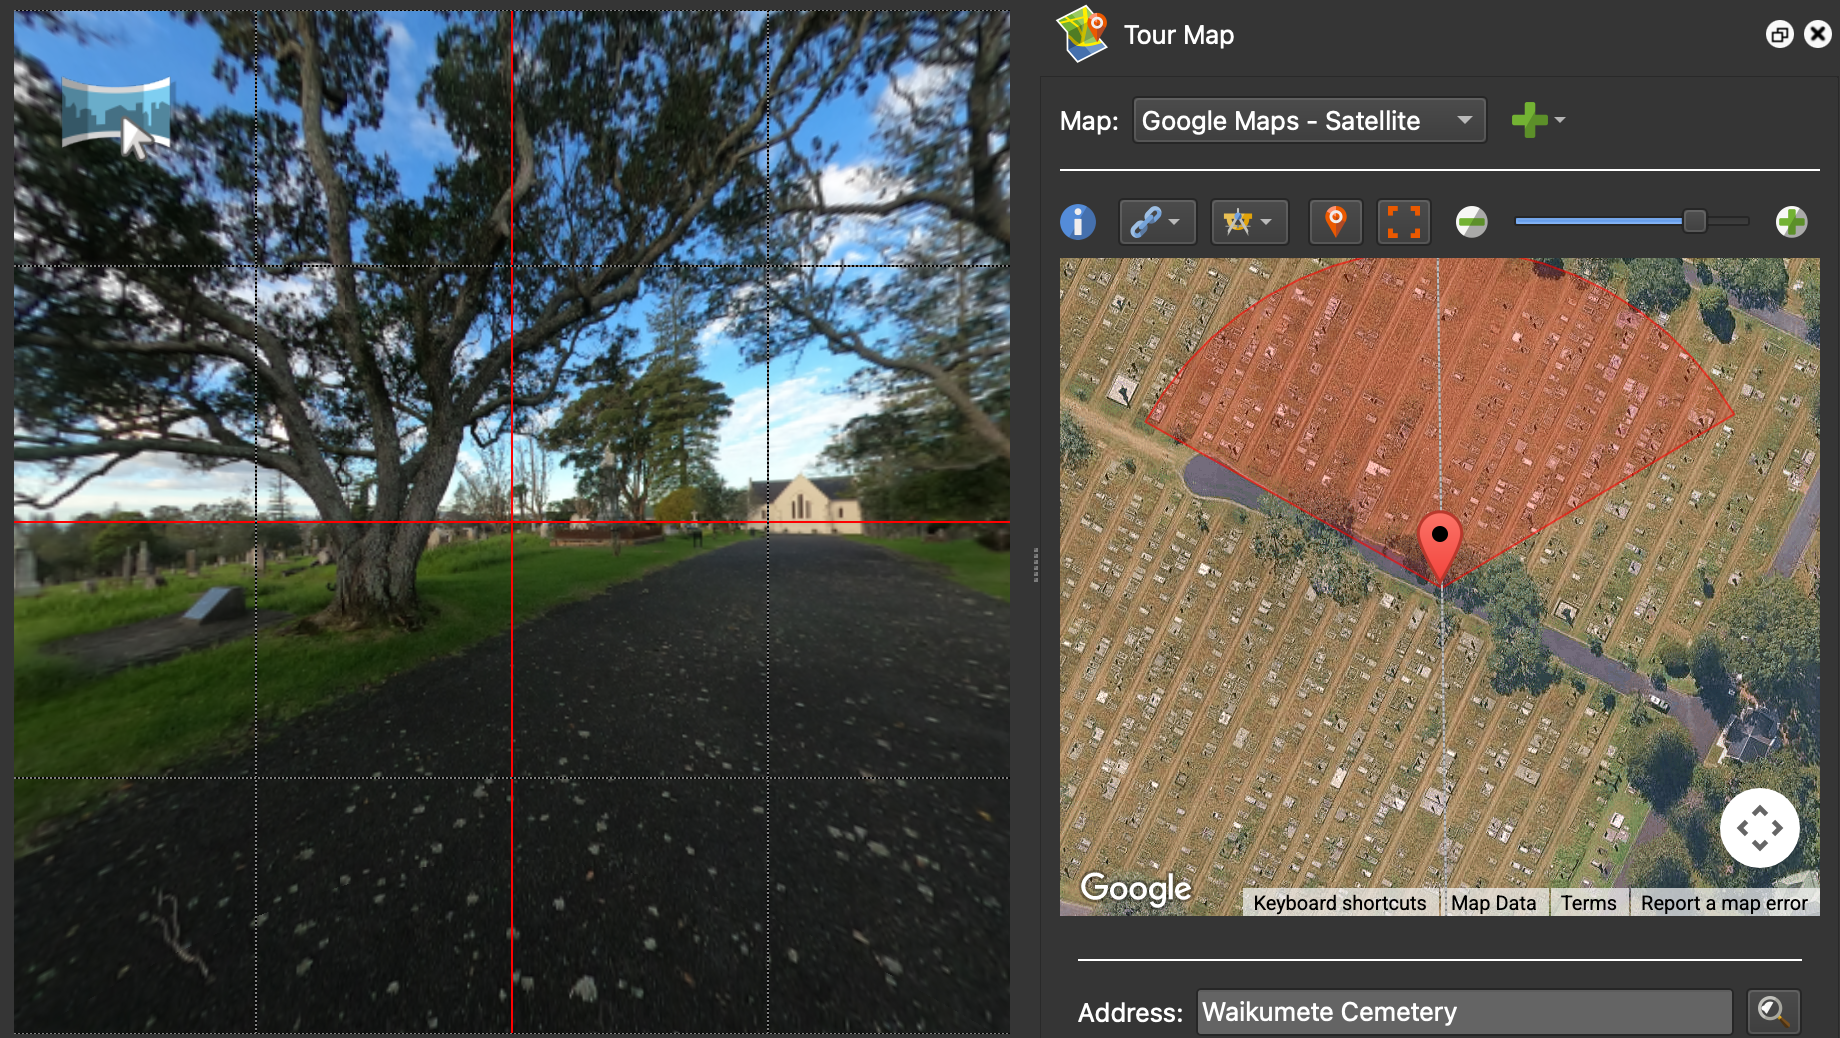 Tour Map
Map: Google Maps - Satellite
Google
Keyboard shortcuts Map Data Terms Report a map error
Address: Waikumete Cemetery